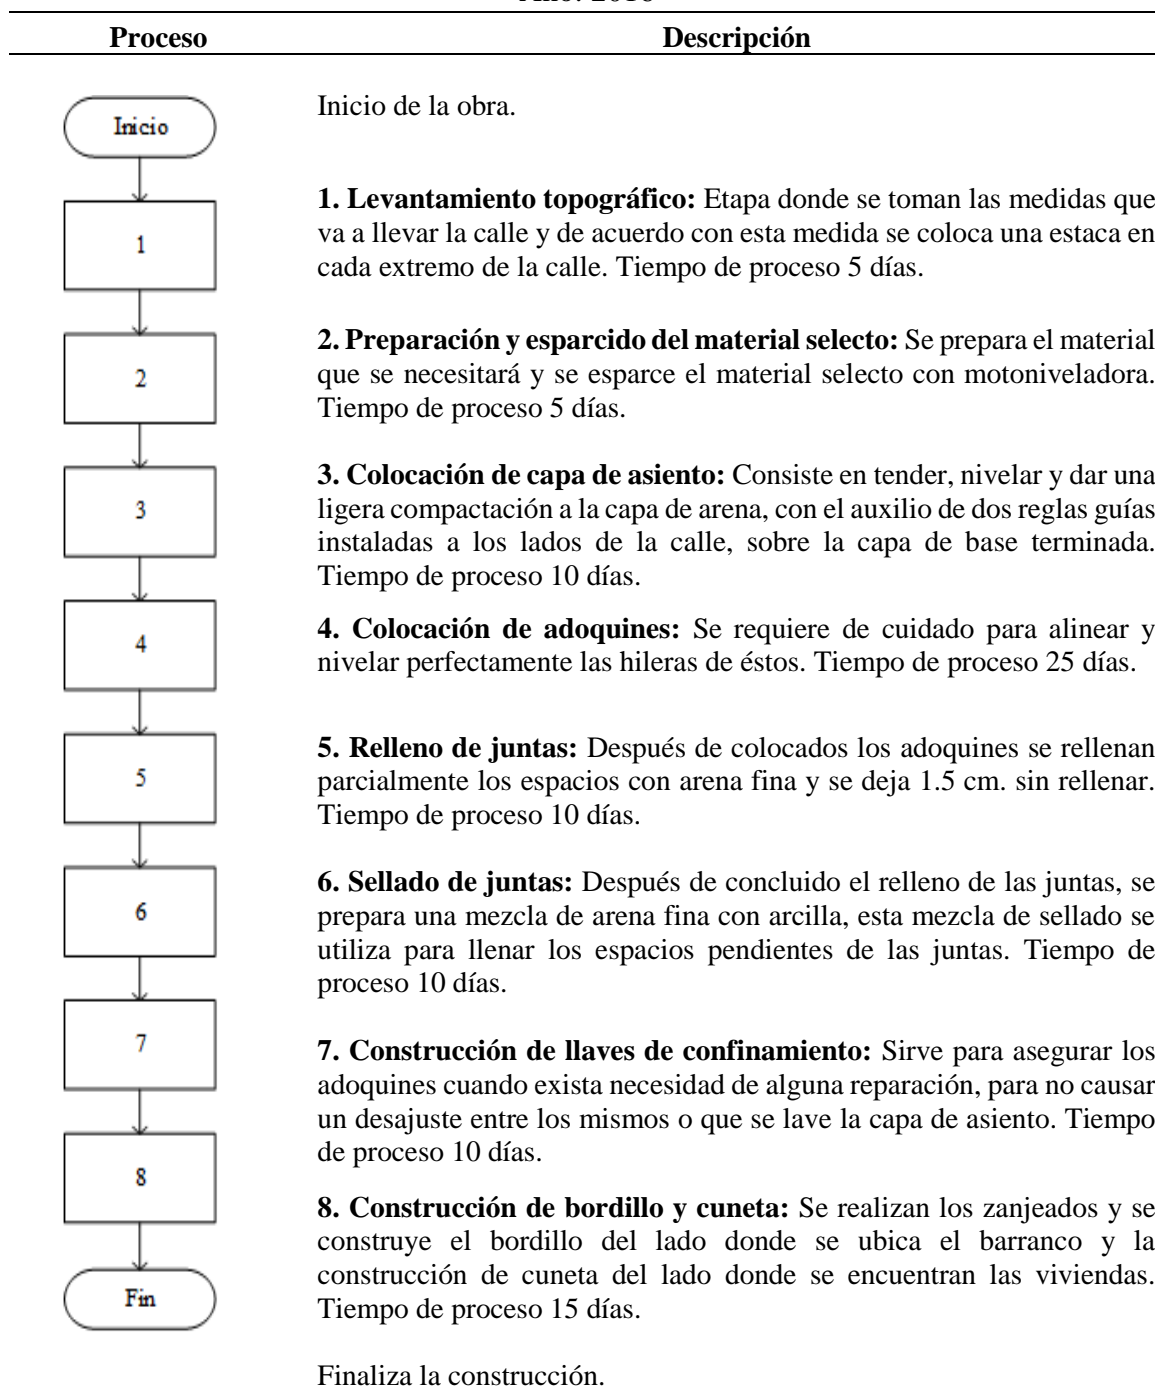 Proceso Descripción
Inicio
Inicio de la obra.
1
1. Levantamiento topográfico: Etapa donde se toman las medidas que
va a llevar la calle y de acuerdo con esta medida se coloca una estaca en
cada extremo de la calle. Tiempo de proceso 5 días.
2
2. Preparación y esparcido del material selecto: Se prepara el material
que se necesitará y se esparce el material selecto con motoniveladora.
Tiempo de proceso 5 días.
3
3. Colocación de capa de asiento: Consiste en tender, nivelar y dar una
ligera compactación a la capa de arena, con el auxilio de dos reglas guías
instaladas a los lados de la calle, sobre la capa de base terminada.
Tiempo de proceso 10 días.
4
4. Colocación de adoquines: Se requiere de cuidado para alinear y
nivelar perfectamente las hileras de éstos. Tiempo de proceso 25 días.
5
5. Relleno de juntas: Después de colocados los adoquines se rellenan
parcialmente los espacios con arena fina y se deja 1.5 cm. sin rellenar.
Tiempo de proceso 10 días.
6
6. Sellado de juntas: Después de concluido el relleno de las juntas, se
prepara una mezcla de arena fina con arcilla, esta mezcla de sellado se
utiliza para llenar los espacios pendientes de las juntas. Tiempo de
proceso 10 días.
7
7. Construcción de llaves de confinamiento: Sirve para asegurar los
adoquines cuando exista necesidad de alguna reparación, para no causar
un desajuste entre los mismos o que se lave la capa de asiento. Tiempo
de proceso 10 días.
8
8. Construcción de bordillo y cuneta: Se realizan los zanjeados y se
construye el bordillo del lado donde se ubica el barranco y la
construcción de cuneta del lado donde se encuentran las viviendas.
Tiempo de proceso 15 días.
Fin
Finaliza la construcción.